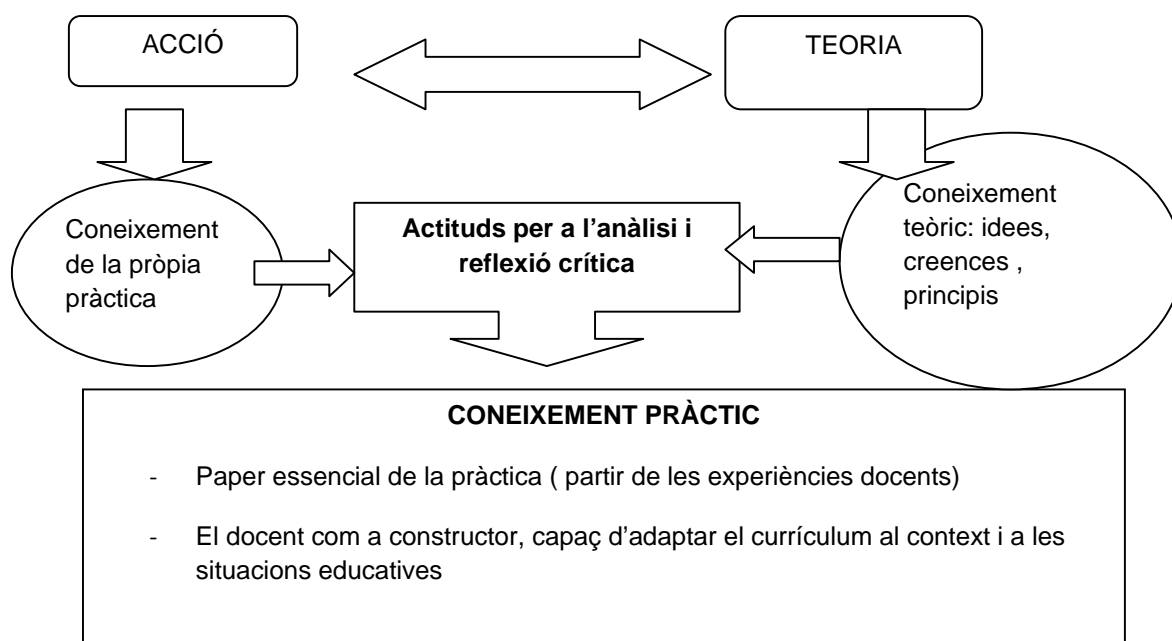 ACCIÓ
TEORIA
Coneixement
de la pròpia
pràctica
Actituds per a l'anàlisi i
reflexió crítica
Coneixement
teòric: idees,
creences ,
principis
CONEIXEMENT PRÀCTIC
- Paper essencial de la pràctica ( partir de les experiències docents)
- El docent com a constructor, capaç d'adaptar el currículum al context i a les
situacions educatives